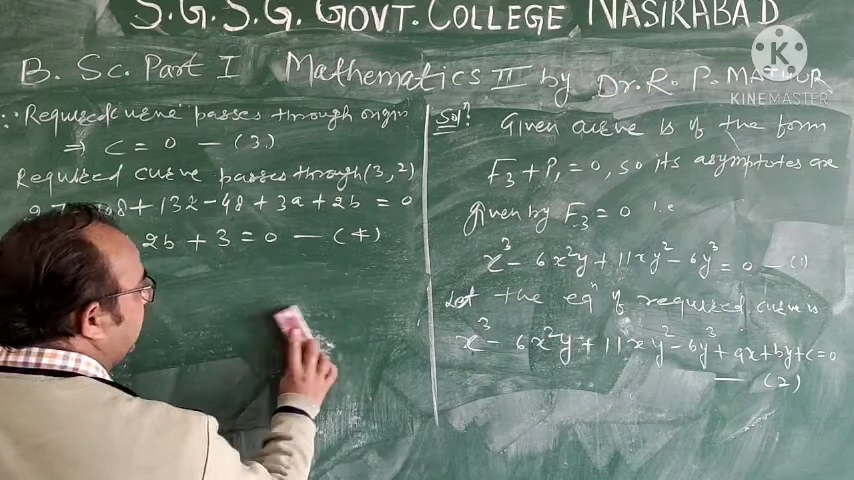 S.G.S.G. GOVT. COLLEGE NASIRABAD
B. Sc. Part I Mathematics II by Dr. R. P. MATHUR
KINEMASTER
∵ Required curve passes through origin
⇒ c = 0 — (3)
Required curve passes through (3, 2)
+ 132 - 48 + 3a + 2b = 0
2b + 3 = 0 — (4)
Solⁿ: Given curve is of the form
F₃ + P₁ = 0, so its asymptotes are
given by F₃ = 0 i.e
x³ - 6x²y + 11xy² - 6y³ = 0 — (1)
Let the eqⁿ of required curve is
x³ - 6x²y + 11xy² - 6y³ + ax + by + c = 0
— (2)